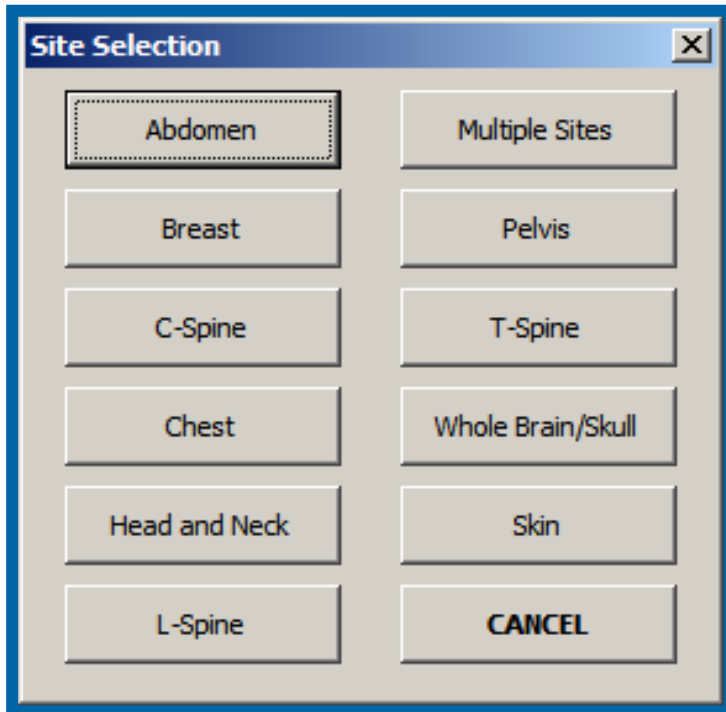 Site Selection
Abdomen
Multiple Sites
Breast
Pelvis
C-Spine
T-Spine
Chest
Whole Brain/Skull
Head and Neck
Skin
L-Spine
CANCEL